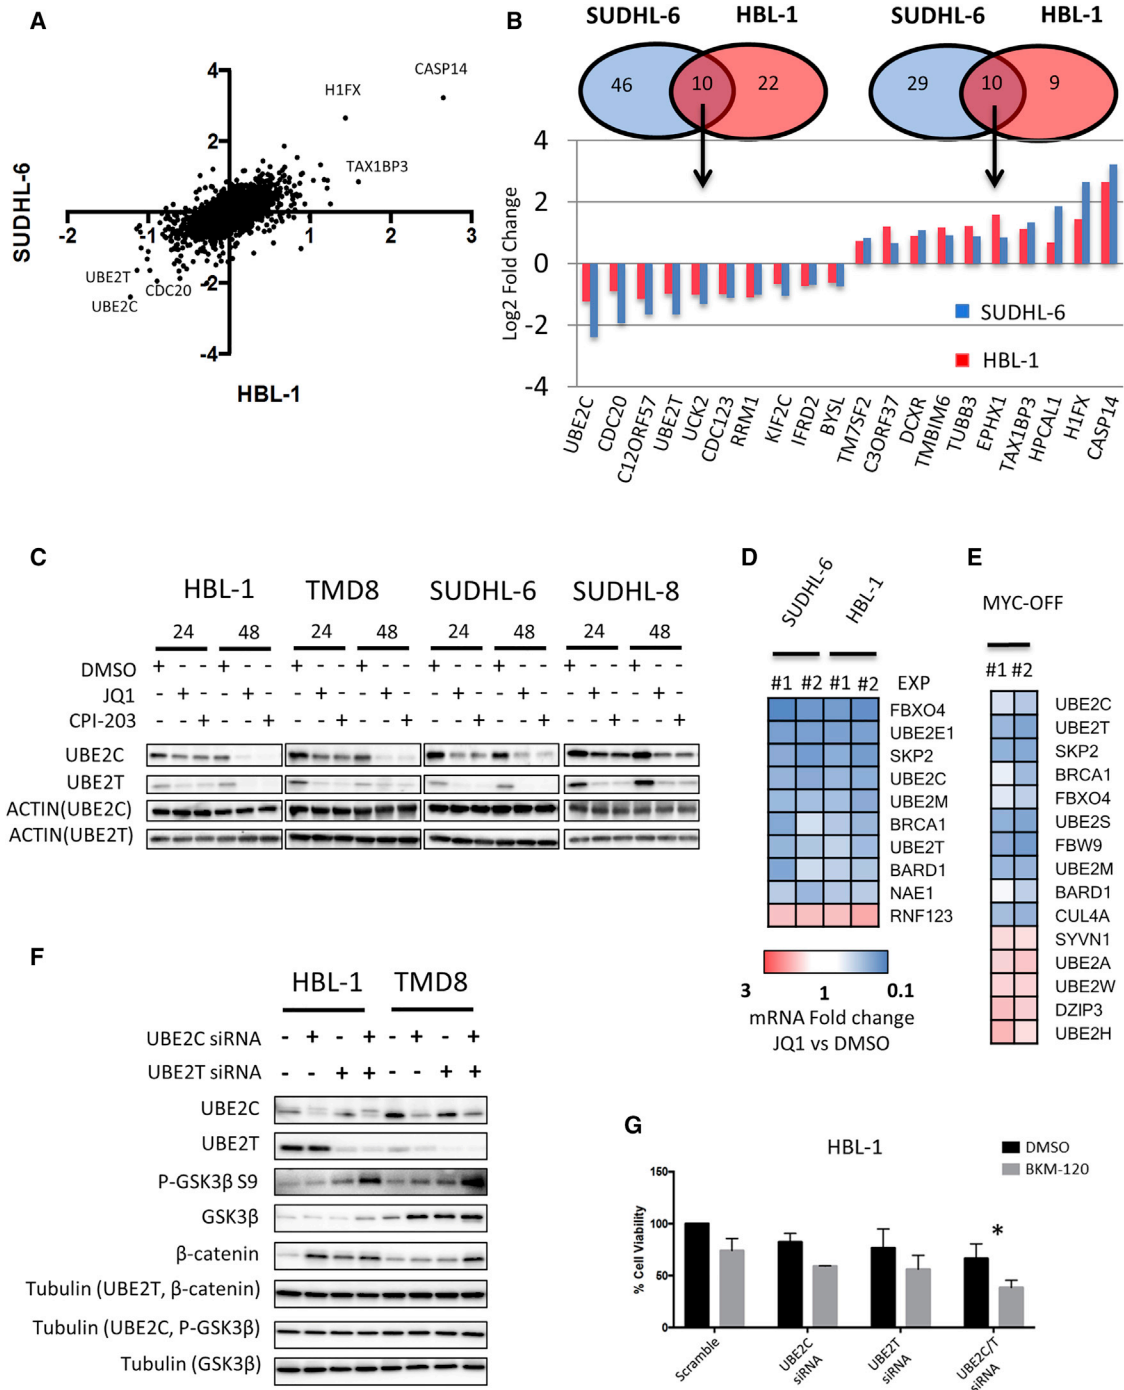 A
4
CASP14
H1FX
2
TAX1BP3
SUDHL-6
-2
-1
1
2
3
UBE2T
CDC20
-2
UBE2C
-4
HBL-1
B
SUDHL-6
HBL-1
SUDHL-6
HBL-1
46
10
22
29
10
9
4
2
0
-2
-4
Log2 Fold Change
SUDHL-6
HBL-1
UBE2C
CDC20
C12ORF57
UBE2T
UCK2
CDC123
RRM1
KIF2C
IFRD2
BYSL
TM7SF2
C3ORF37
DCXR
TMBIM6
TUBB3
EPHX1
TAX1BP3
HPCAL1
H1FX
CASP14
C
HBL-1 TMD8 SUDHL-6 SUDHL-8
24 48 24 48 24 48 24 48
DMSO + - - + - - + - - + - - + - - + - - + - - + - -
JQ1 - + - - + - - + - - + - - + - - + - - + - - + -
CPI-203 - - + - - + - - + - - + - - + - - + - - + - - +
UBE2C
UBE2T
ACTIN(UBE2C)
ACTIN(UBE2T)
D
SUDHL-6
HBL-1
#1 #2 #1 #2 EXP
FBXO4
UBE2E1
SKP2
UBE2C
UBE2M
BRCA1
UBE2T
BARD1
NAE1
RNF123
3 1 0.1
mRNA Fold change
JQ1 vs DMSO
E
MYC-OFF
#1 #2
UBE2C
UBE2T
SKP2
BRCA1
FBXO4
UBE2S
FBW9
UBE2M
BARD1
CUL4A
SYVN1
UBE2A
UBE2W
DZIP3
UBE2H
F
HBL-1 TMD8
UBE2C siRNA - + - + - + - +
UBE2T siRNA - - + + - - + +
UBE2C
UBE2T
P-GSK3β S9
GSK3β
β-catenin
Tubulin (UBE2T, β-catenin)
Tubulin (UBE2C, P-GSK3β)
Tubulin (GSK3β)
G
HBL-1
DMSO
BKM-120
150
100
50
0
% Cell Viability
*
Scramble
UBE2C
siRNA
UBE2T
siRNA
UBE2C/T
siRNA